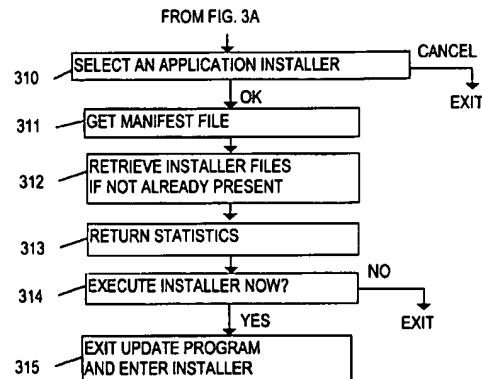 FROM FIG. 3A
310 SELECT AN APPLICATION INSTALLER CANCEL
EXIT
OK
311 GET MANIFEST FILE
312 RETRIEVE INSTALLER FILES
IF NOT ALREADY PRESENT
313 RETURN STATISTICS
314 EXECUTE INSTALLER NOW? NO
EXIT
YES
315 EXIT UPDATE PROGRAM
AND ENTER INSTALLER